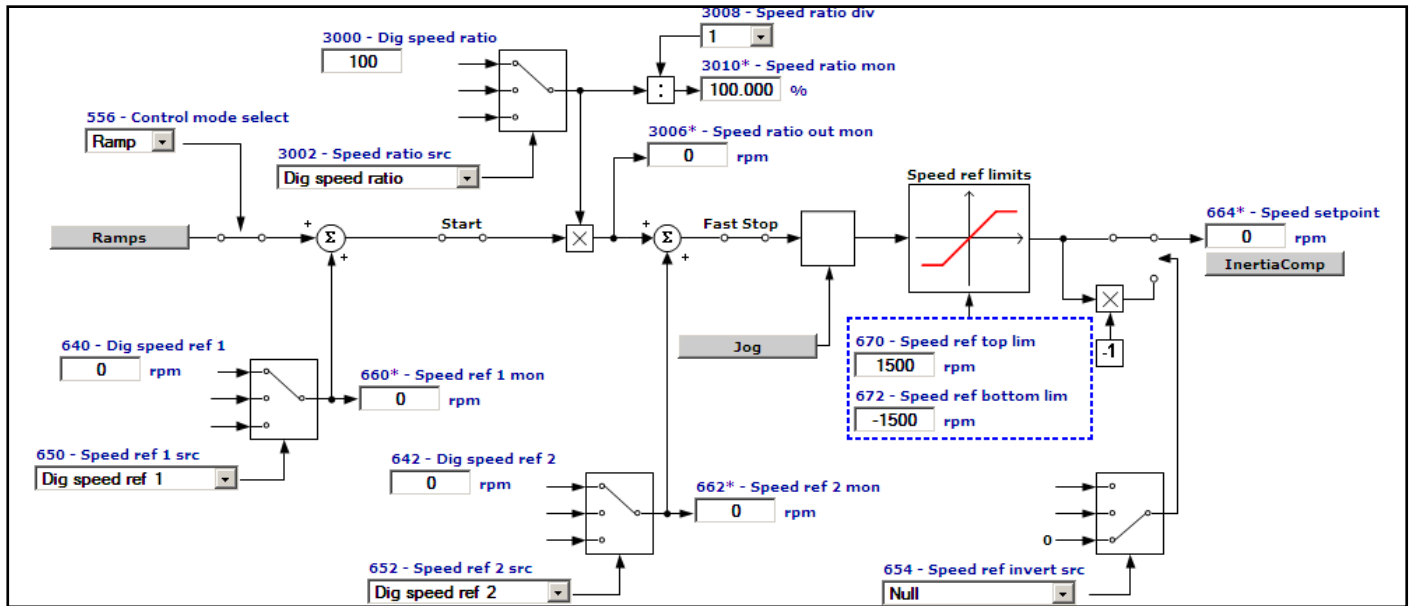 3008 - Speed ratio div
1
3000 - Dig speed ratio
100
3010* - Speed ratio mon
:
100.000 %
556 - Control mode select
Ramp
3006* - Speed ratio out mon
0 rpm
3002 - Speed ratio src
Dig speed ratio
Speed ref limits
664* - Speed setpoint
0 rpm
InertiaComp
Ramps
+
Σ
+
Start
×
+
Σ
+
Fast Stop
×
-1
Jog
670 - Speed ref top lim
1500 rpm
672 - Speed ref bottom lim
-1500 rpm
640 - Dig speed ref 1
0 rpm
660* - Speed ref 1 mon
0 rpm
650 - Speed ref 1 src
Dig speed ref 1
642 - Dig speed ref 2
0 rpm
662* - Speed ref 2 mon
0 rpm
652 - Speed ref 2 src
Dig speed ref 2
0
654 - Speed ref invert src
Null